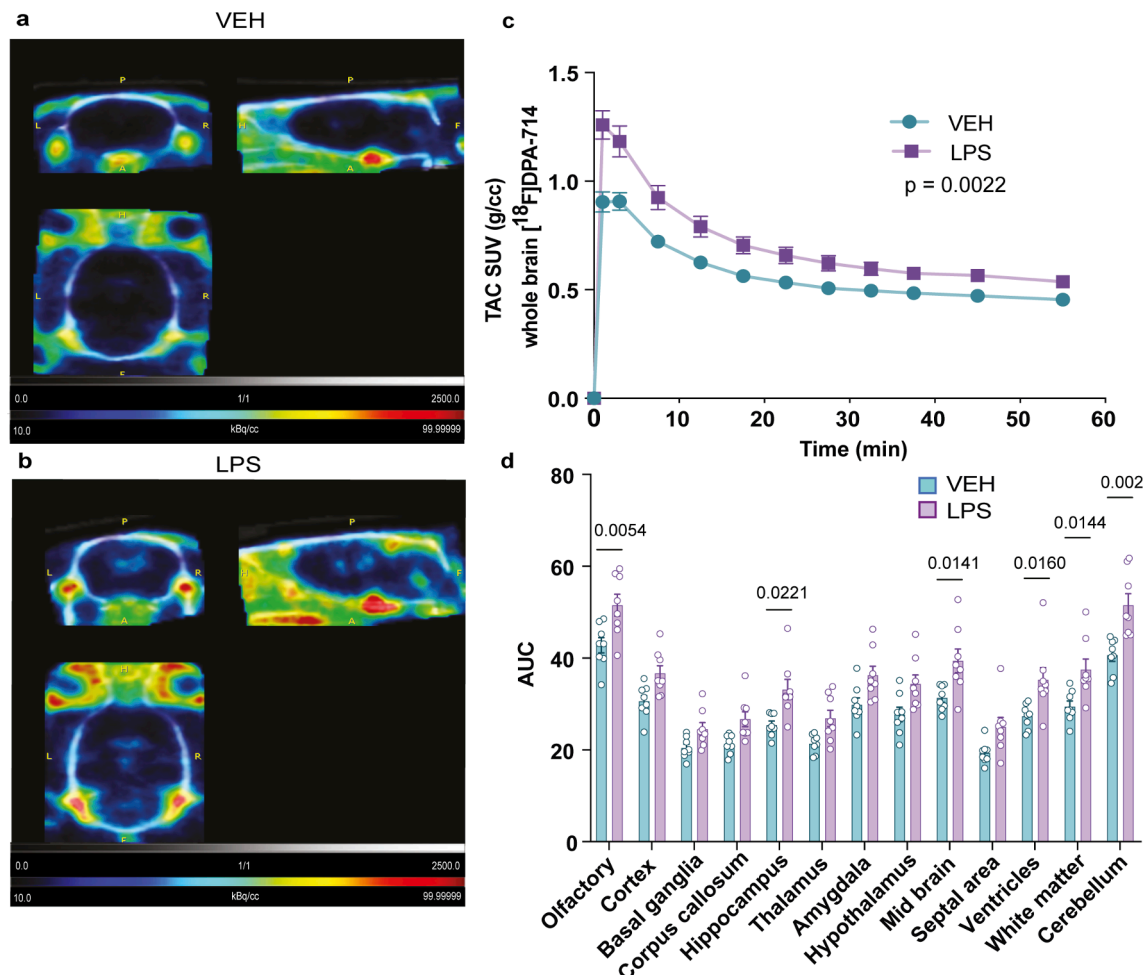 a
VEH
P
P
L
R
H
F
A
A
H
L
R
F
0.0
1/1
2500.0
10.0
kBq/cc
99.99999
b
LPS
P
P
L
R
H
F
A
A
H
L
R
F
0.0
1/1
2500.0
10.0
kBq/cc
99.99999
c
TAC SUV (g/cc)
whole brain [18F]DPA-714
1.5
1.0
0.5
0.0
0
10
20
30
40
50
60
Time (min)
VEH
LPS
p = 0.0022
d
AUC
80
60
40
20
0
VEH
LPS
0.0054
0.0221
0.0141
0.0160
0.0144
0.002
Olfactory
Cortex
Basal ganglia
Corpus callosum
Hippocampus
Thalamus
Amygdala
Hypothalamus
Mid brain
Septal area
Ventricles
White matter
Cerebellum